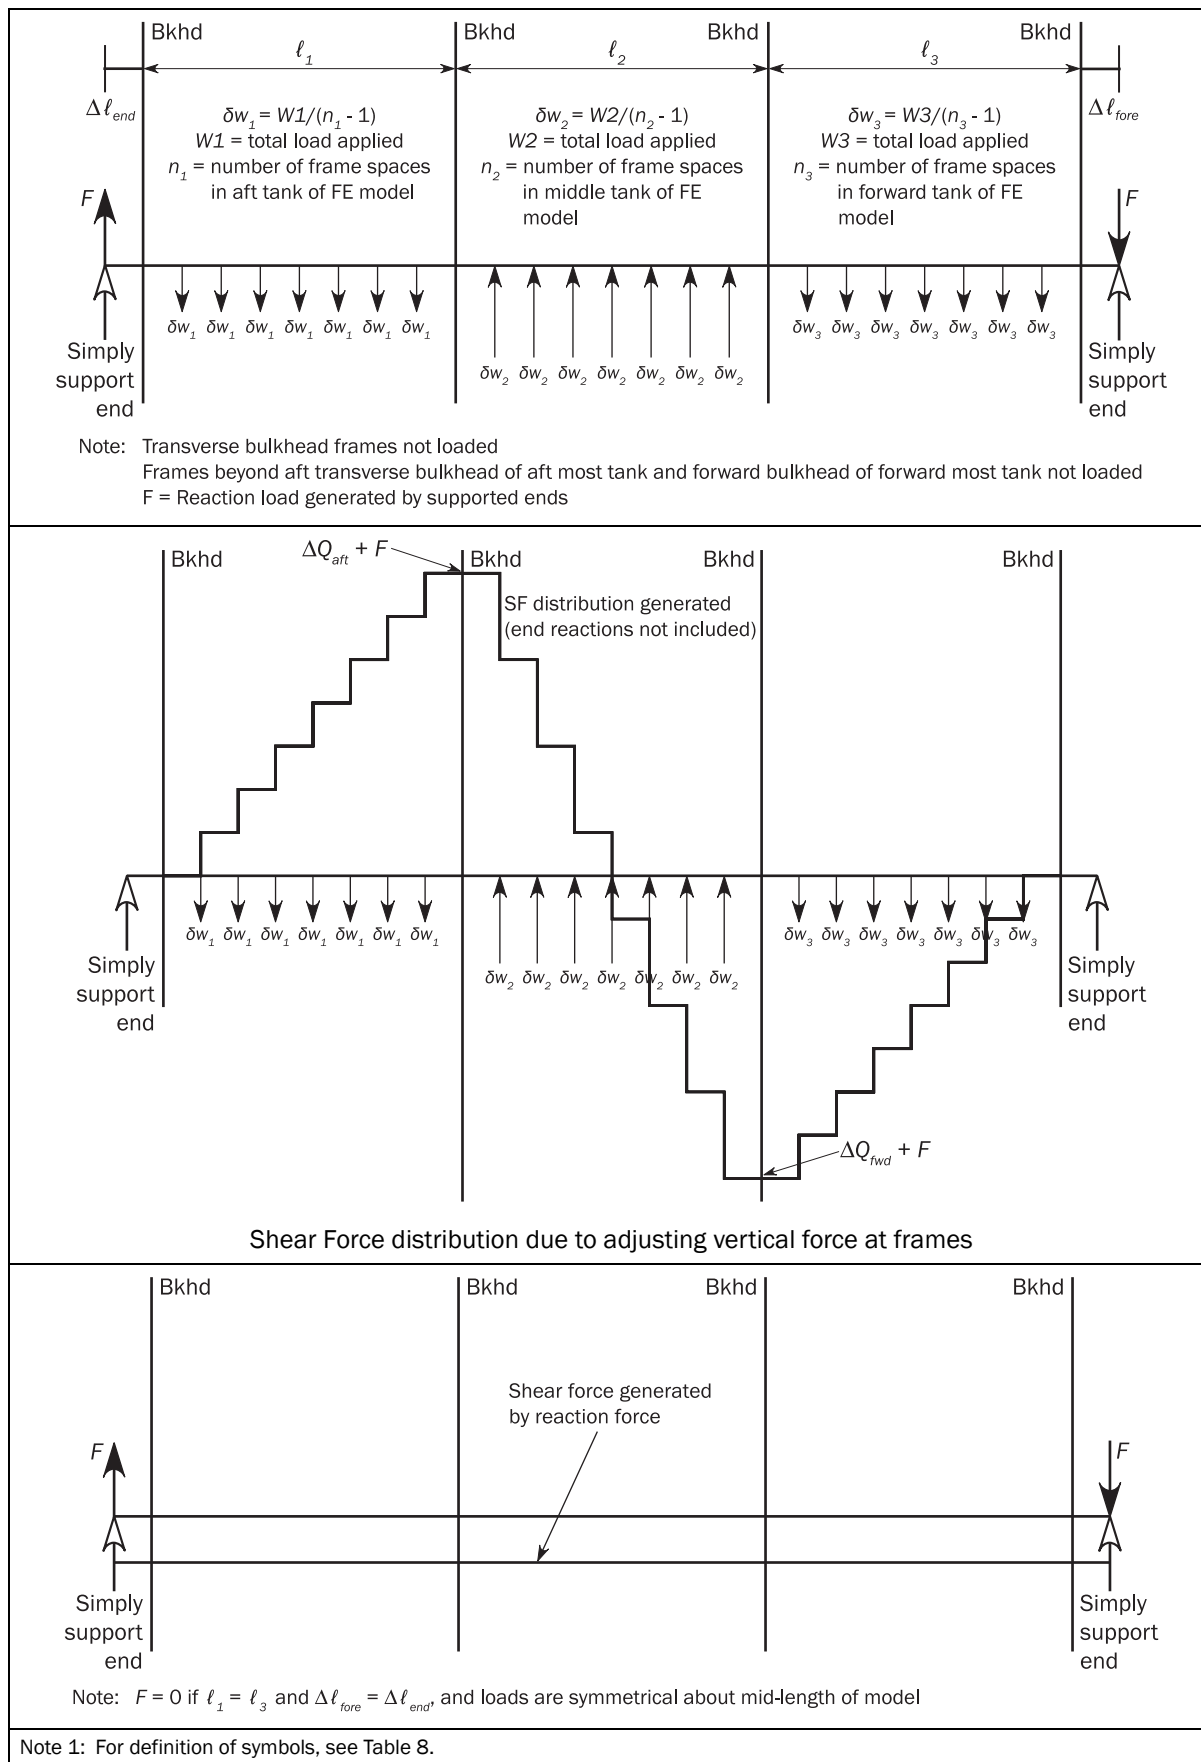 Bkhd Bkhd Bkhd Bkhd
ℓ₁ ℓ₂ ℓ₃
Δℓ_end
Δℓ_fore
δw₁ = W1/(n₁ - 1)
W1 = total load applied
n₁ = number of frame spaces
in aft tank of FE model
δw₂ = W2/(n₂ - 1)
W2 = total load applied
n₂ = number of frame spaces
in middle tank of FE
model
δw₃ = W3/(n₃ - 1)
W3 = total load applied
n₃ = number of frame spaces
in forward tank of FE
model
F
F
δw₁ δw₁ δw₁ δw₁ δw₁ δw₁ δw₁
δw₂ δw₂ δw₂ δw₂ δw₂ δw₂ δw₂
δw₃ δw₃ δw₃ δw₃ δw₃ δw₃ δw₃
Simply
support
end
Simply
support
end
Note: Transverse bulkhead frames not loaded
Frames beyond aft transverse bulkhead of aft most tank and forward bulkhead of forward most tank not loaded
F = Reaction load generated by supported ends
ΔQ_aft + F
Bkhd Bkhd Bkhd Bkhd
SF distribution generated
(end reactions not included)
δw₁ δw₁ δw₁ δw₁ δw₁ δw₁ δw₁
δw₂ δw₂ δw₂ δw₂ δw₂ δw₂ δw₂
δw₃ δw₃ δw₃ δw₃ δw₃ δw₃ δw₃
Simply
support
end
Simply
support
end
ΔQ_fwd + F
Shear Force distribution due to adjusting vertical force at frames
Bkhd Bkhd Bkhd Bkhd
Shear force generated
by reaction force
F
F
Simply
support
end
Simply
support
end
Note: F = 0 if ℓ₁ = ℓ₃ and Δℓ_fore = Δℓ_end, and loads are symmetrical about mid-length of model
Note 1: For definition of symbols, see Table 8.